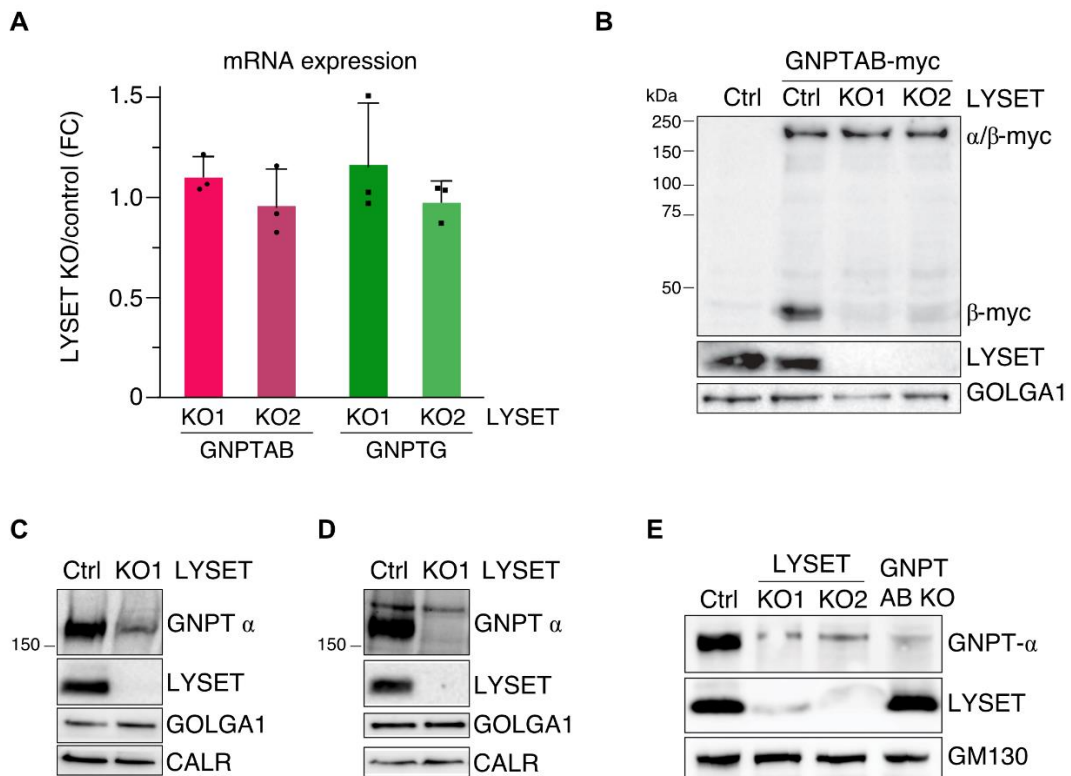 A
mRNA expression
LYSET KO/control (FC)
1.5
1.0
0.5
0
KO1 KO2 KO1 KO2 LYSET
GNPTAB GNPTG
B
GNPTAB-myc
kDa Ctrl Ctrl KO1 KO2 LYSET
250
150
100
75
50
α/β-myc
β-myc
LYSET
GOLGA1
C
Ctrl KO1 LYSET
GNPT α
150
LYSET
GOLGA1
CALR
D
Ctrl KO1 LYSET
GNPT α
150
LYSET
GOLGA1
CALR
E
LYSET GNPT
Ctrl KO1 KO2 AB KO
GNPT-α
LYSET
GM130